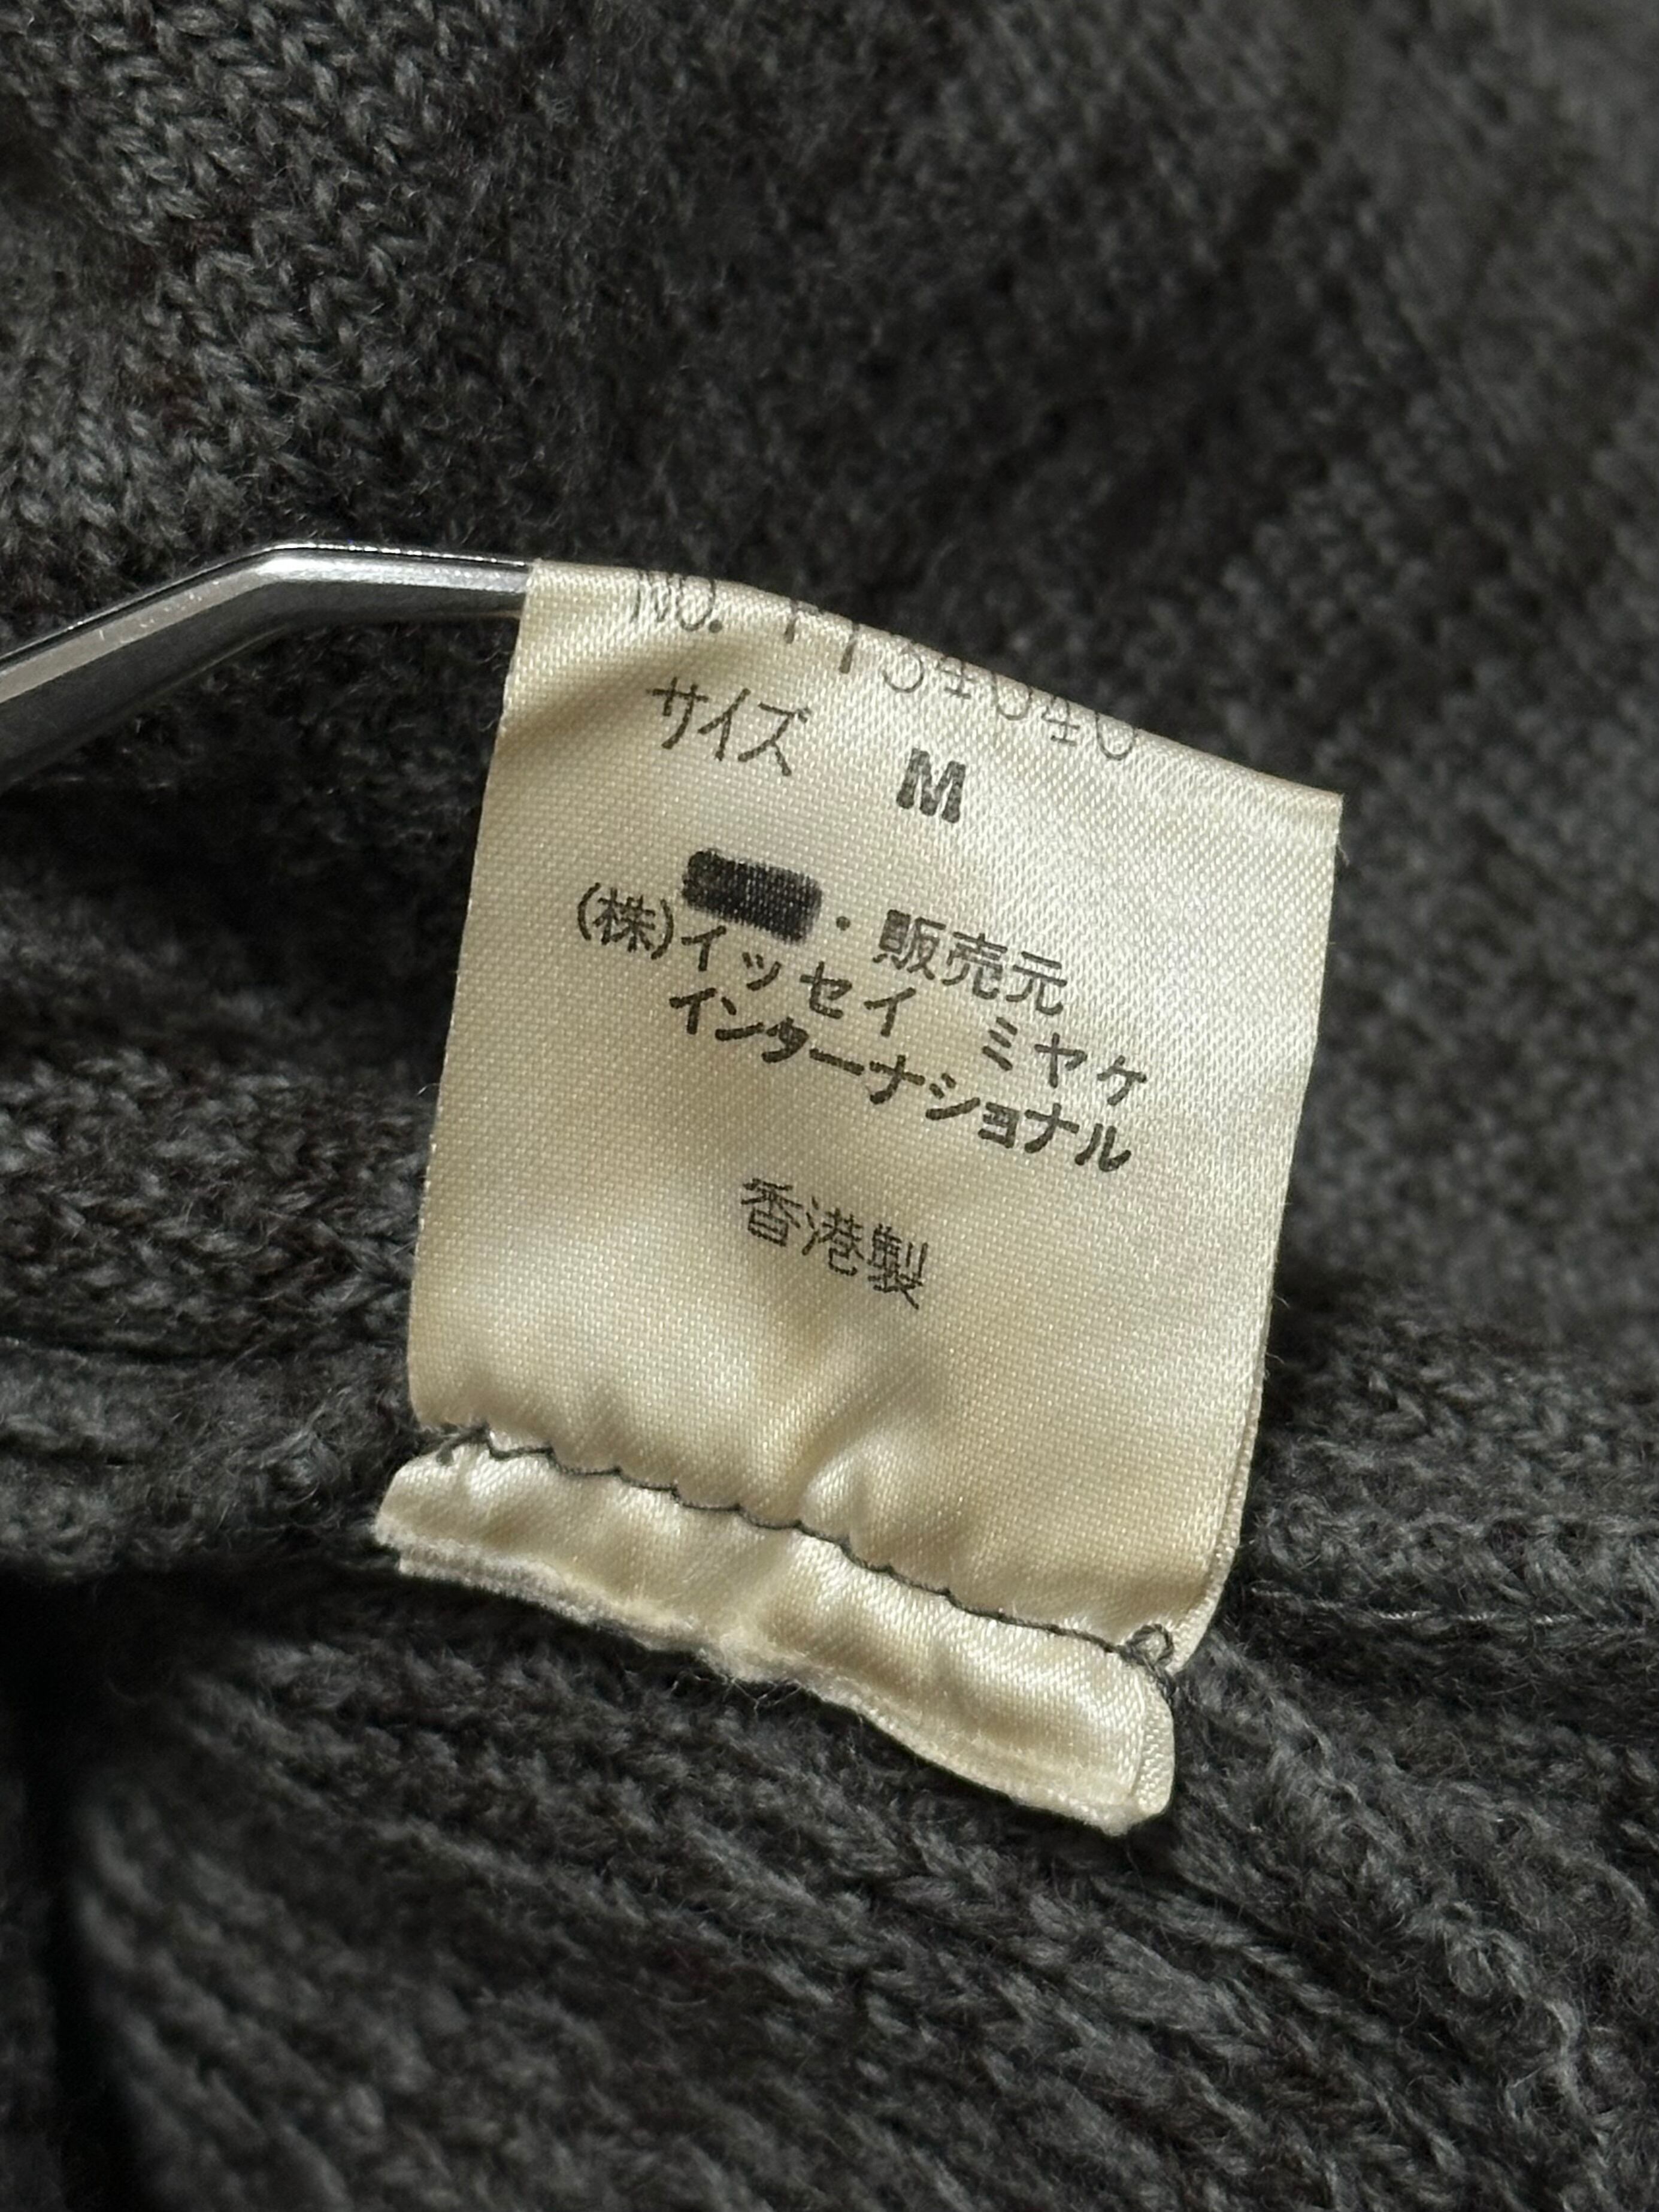 NO.
サイズ M
・販売元
(株)イッセイ ミヤケ
インターナショナル
香港製